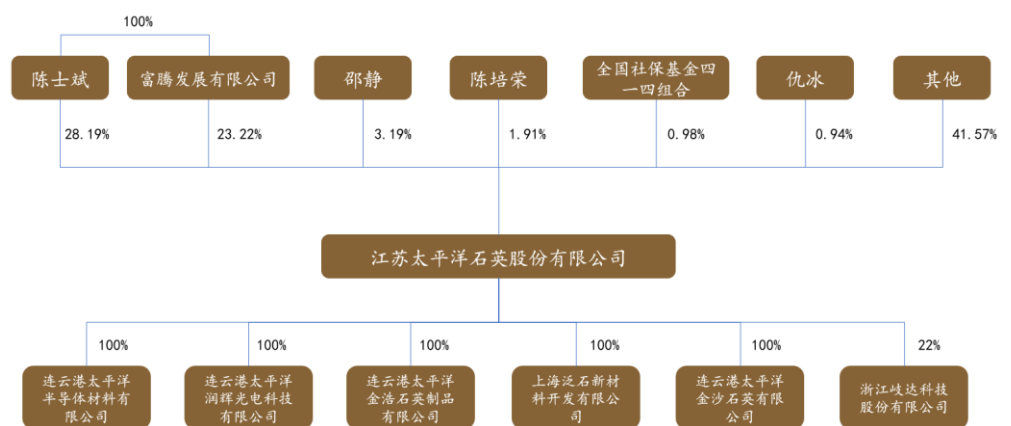 100%
陈士斌
富腾发展有限公司
邵静
陈培荣
全国社保基金四
一四组合
仇冰
其他
28.19%
23.22%
3.19%
1.91%
0.98%
0.94%
41.57%
江苏太平洋石英股份有限公司
100%
100%
100%
100%
100%
22%
连云港太平洋
半导体材料有
限公司
连云港太平洋
润辉光电科技
有限公司
连云港太平洋
金浩石英制品
有限公司
上海泛石新材
料开发有限公
司
连云港太平洋
金沙石英有限
公司
浙江岐达科技
股份有限公司